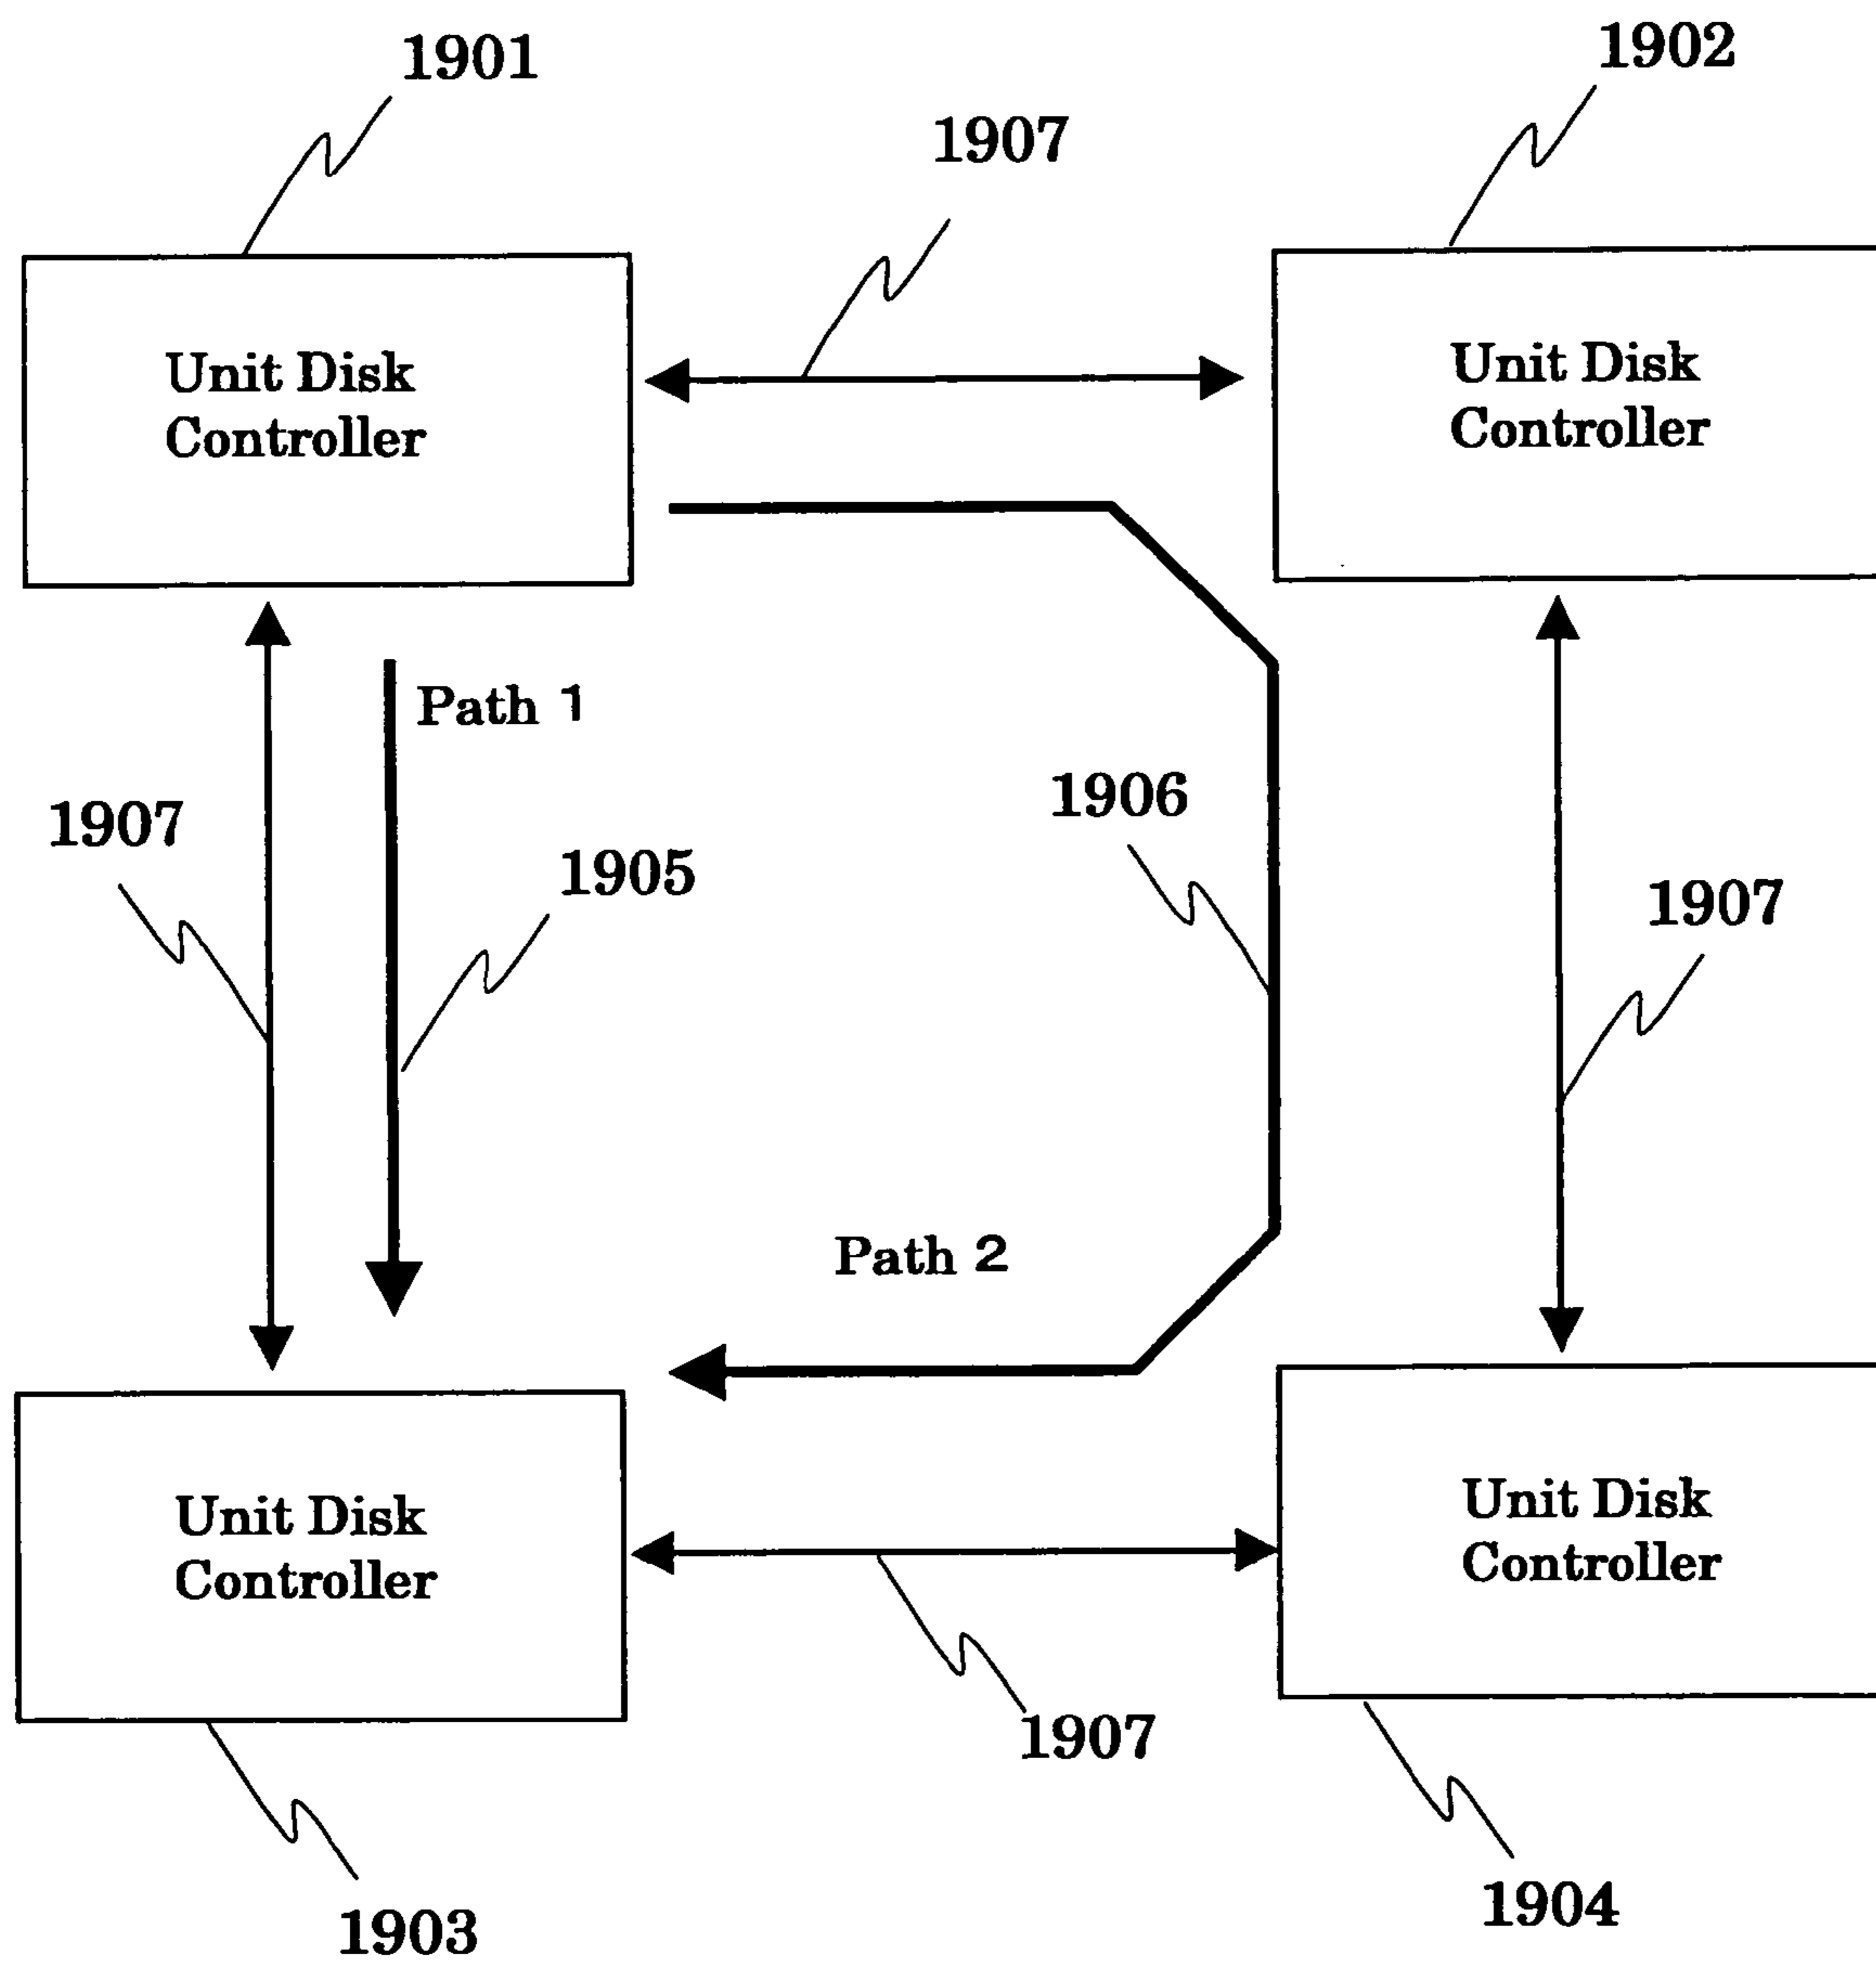 1901
1902
1907
Unit Disk
Controller
Unit Disk
Controller
Path 1
1906
1907
1905
1907
Path 2
Unit Disk
Controller
Unit Disk
Controller
1907
1903
1904